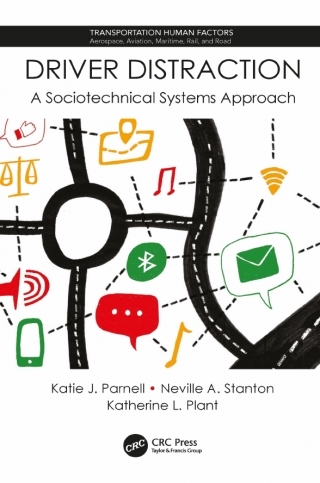 TRANSPORTATION HUMAN FACTORS
Aerospace, Aviation, Maritime, Rail, and Road
DRIVER DISTRACTION
A Sociotechnical Systems Approach
Katie J. Parnell • Neville A. Stanton
Katherine L. Plant
CRC
CRC Press
Taylor & Francis Group